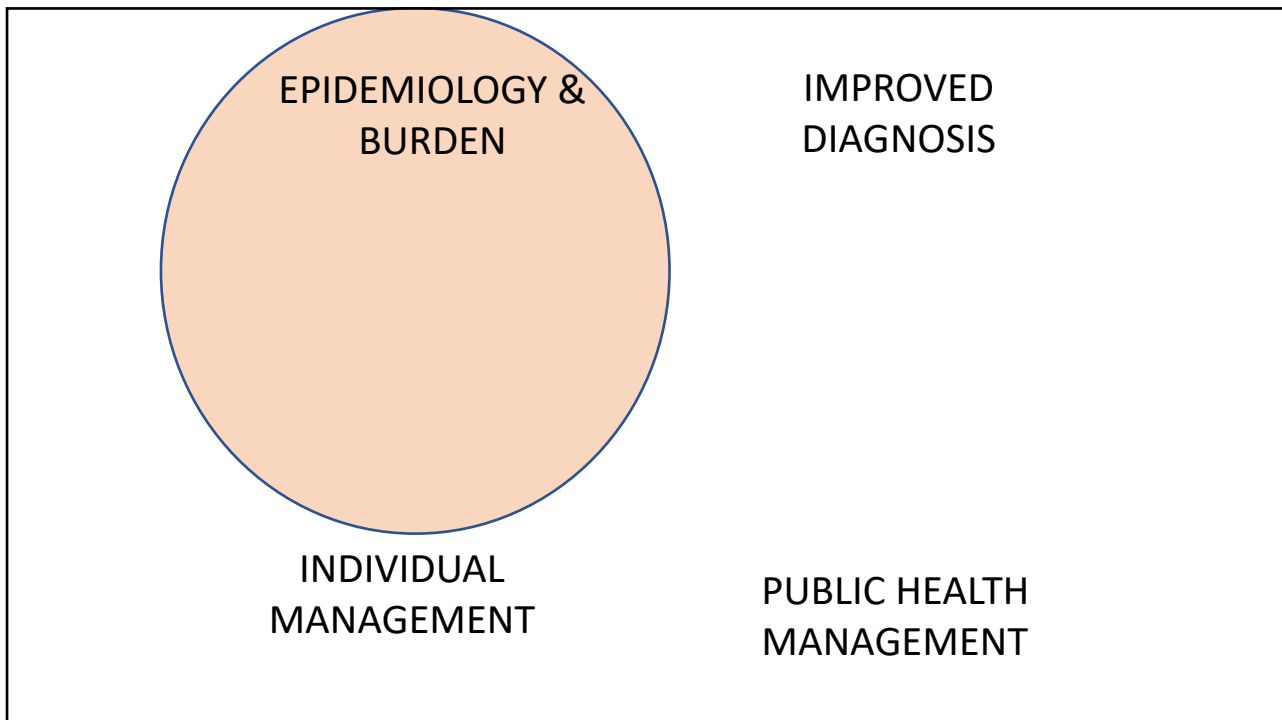 EPIDEMIOLOGY &
BURDEN
IMPROVED
DIAGNOSIS
INDIVIDUAL
MANAGEMENT
PUBLIC HEALTH
MANAGEMENT